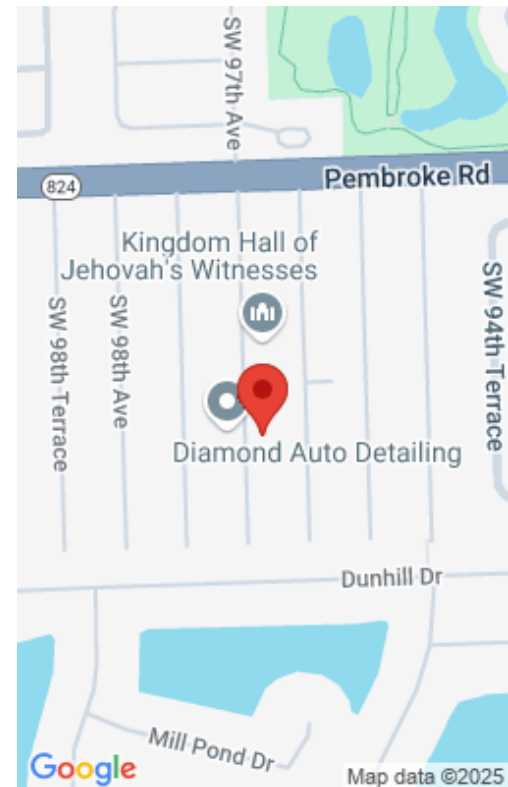 SW 97th Ave
824
Pembroke Rd
Kingdom Hall of
Jehovah's Witnesses
SW 98th Terrace
SW 98th Ave
SW 94th Terrace
Diamond Auto Detailing
Dunhill Dr
Mill Pond Dr
Google
Map data ©2025